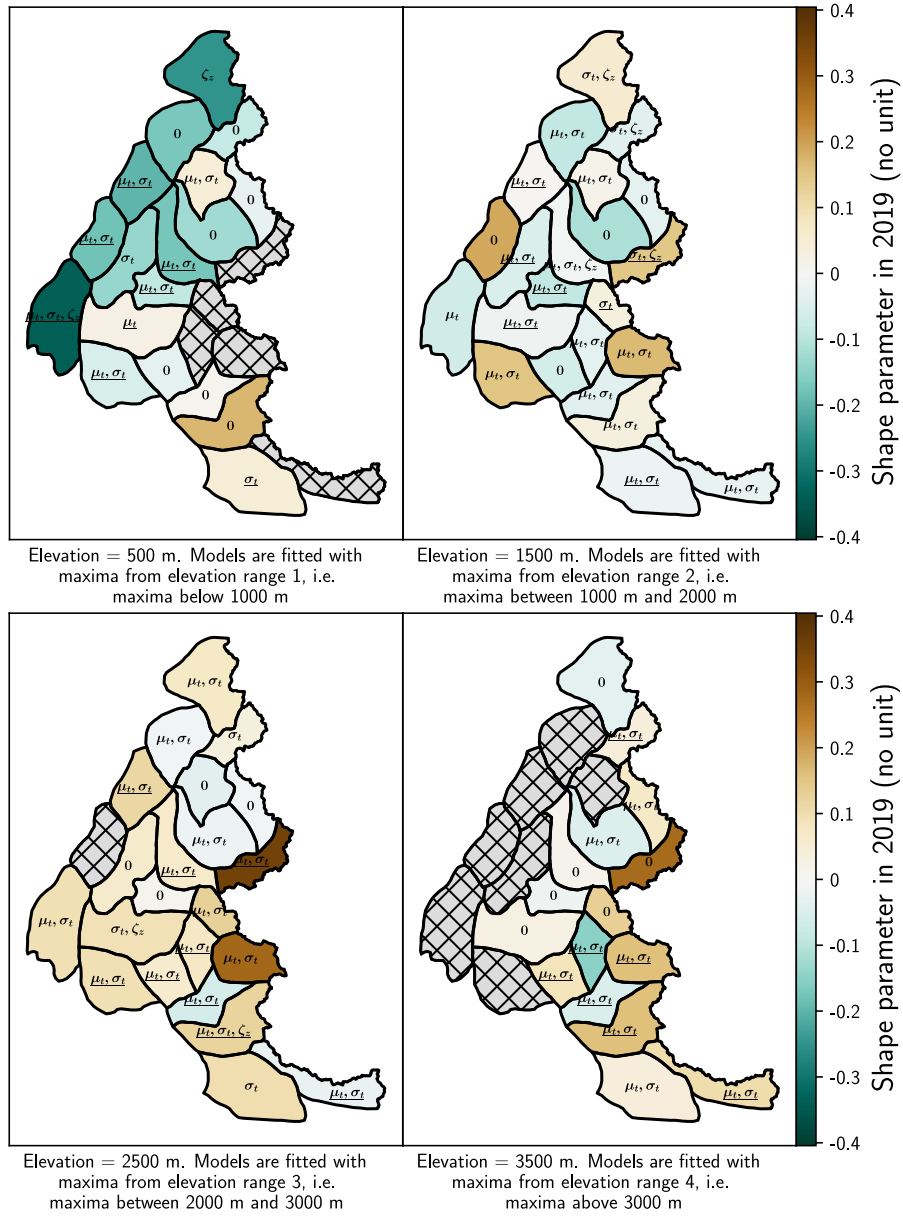 ζz
0
0
μt, σt
μt, σt
0
μt, σt
0
σt
μt, σt
μt, σt
μt, σt, ζz
μt
μt, σt
0
0
0
σt
Elevation = 500 m. Models are fitted with
maxima from elevation range 1, i.e.
maxima below 1000 m
σt, ζz
μt, σt
t, ζz
μt, σt
μt, σt
0
0
0
μt, σt
μt, σt, ζz
σt, ζz
μt, σt
μt
σt
μt, σt
μt, σt
μt, σt
μt, σt
0
μt, σt
μt, σt
μt, σt
μt, σt
Elevation = 1500 m. Models are fitted with
maxima from elevation range 2, i.e.
maxima between 1000 m and 2000 m
0.4
0.3
0.2
0.1
0
-0.1
-0.2
-0.3
-0.4
Shape parameter in 2019 (no unit)
μt, σt
μt, σt
σt
μt, σt
0
0
μt, σt
0
μt, σt
μt, σt
0
μt, σt
μt, σt
σt, ζz
μt, σt
μt, σt
μt, σt
μt, σt
μt, σt
μt, σt, ζz
σt
μt, σt
Elevation = 2500 m. Models are fitted with
maxima from elevation range 3, i.e.
maxima between 2000 m and 3000 m
0
μt, σt
μt, σt
μt, σt
0
0
0
0
0
μt, σt
μt, σt
μt, σt
μt, σt
μt, σt
μt, σt
μt, σt
Elevation = 3500 m. Models are fitted with
maxima from elevation range 4, i.e.
maxima above 3000 m
0.4
0.3
0.2
0.1
0
-0.1
-0.2
-0.3
-0.4
Shape parameter in 2019 (no unit)